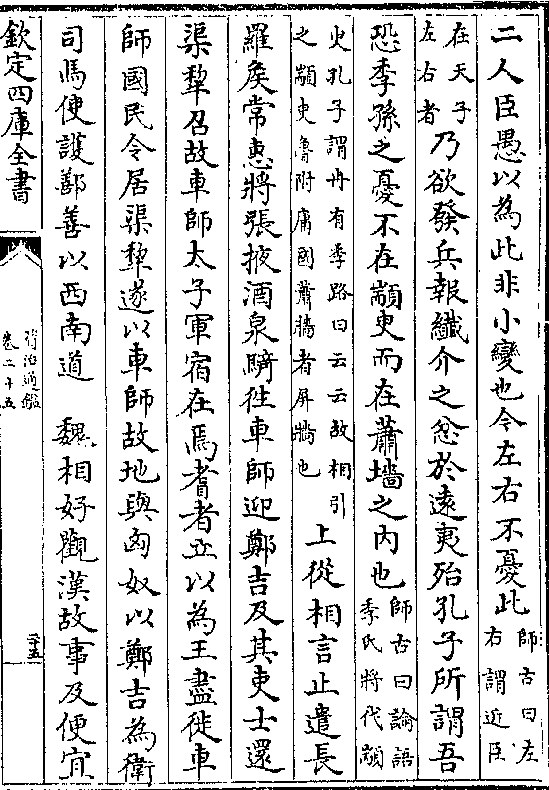 二人臣愚以為此非小變也今左右不憂此師古曰左右謂近臣
在天子左右者乃欲發兵報纖介之忿於遠夷殆孔子所謂吾
恐季孫之憂不在顓臾而在蕭墻之内也師古曰論語季氏將代顓
臾孔子謂冉有季路曰云云故相引之顓臾魯附庸國蕭牆者屏牆也上從相言止遣長
羅矦常惠將張掖酒泉騎徃車師迎鄭吉及其吏士還
渠犂召故車師太子軍宿在焉耆者立以為王盡徙車
師國民令居渠犂遂以車師故地與匈奴以鄭吉為衛
司馬使護鄯善以西南道　魏相好觀漢故事及便宜
欽定四庫全書
資治通鑑
卷二十五
二十五